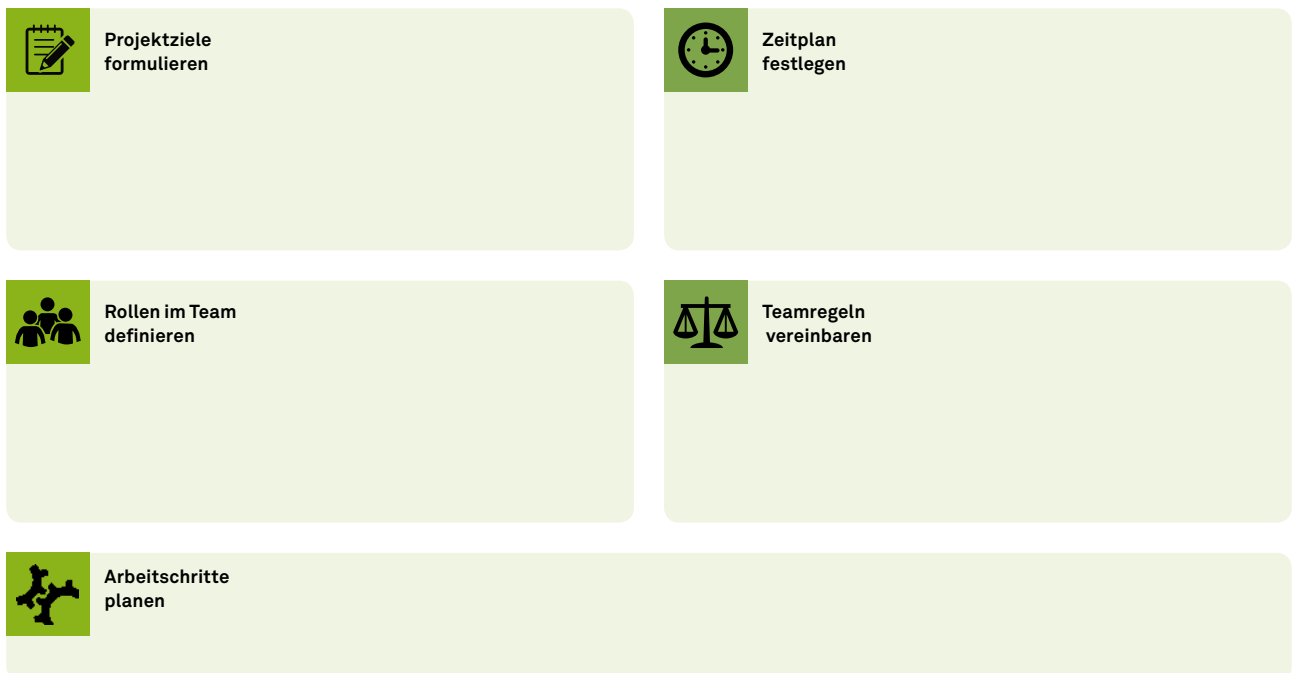 Projektziele
formulieren
Zeitplan
festlegen
Rollen im Team
definieren
Teamregeln
vereinbaren
Arbeitschritte
planen